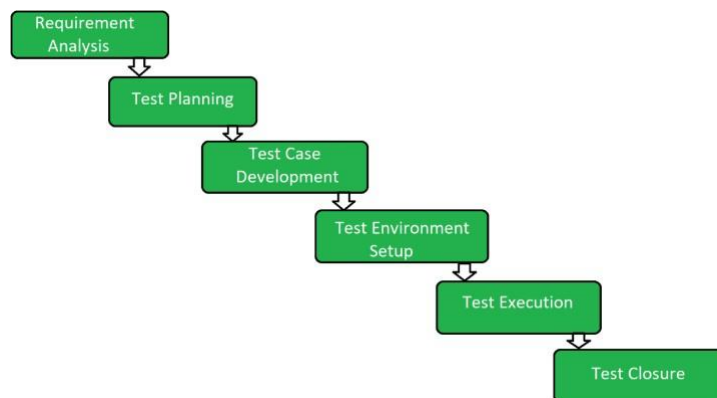 Requirement
Analysis
Test Planning
Test Case
Development
Test Environment
Setup
Test Execution
Test Closure